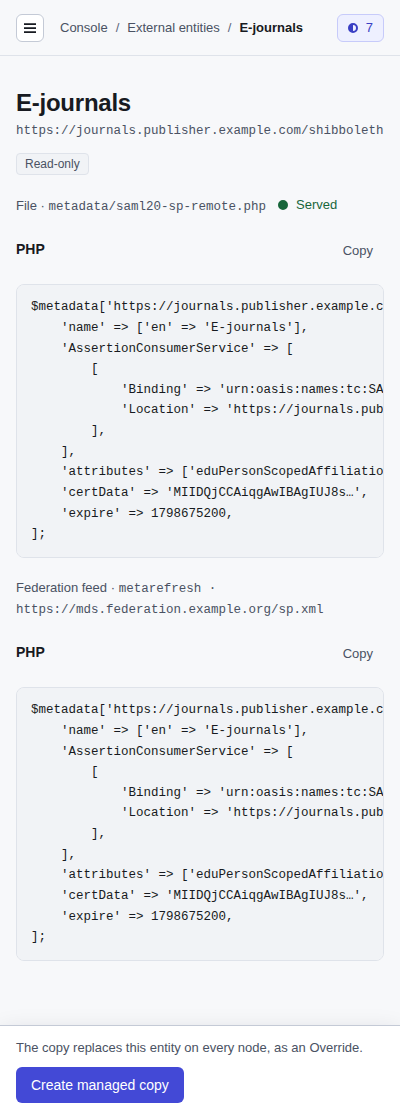 Console / External entities / E-journals 7
E-journals
https://journals.publisher.example.com/shibboleth
Read-only
File · metadata/saml20-sp-remote.php Served
PHP Copy
$metadata['https://journals.publisher.example.c
'name' => ['en' => 'E-journals'],
'AssertionConsumerService' => [
[
'Binding' => 'urn:oasis:names:tc:SA
'Location' => 'https://journals.pub
],
],
'attributes' => ['eduPersonScopedAffiliatio
'certData' => 'MIIDQjCCAiqgAwIBAgIUJ8s…',
'expire' => 1798675200,
];
Federation feed · metarefresh ·
https://mds.federation.example.org/sp.xml
PHP Copy
$metadata['https://journals.publisher.example.c
'name' => ['en' => 'E-journals'],
'AssertionConsumerService' => [
[
'Binding' => 'urn:oasis:names:tc:SA
'Location' => 'https://journals.pub
],
],
'attributes' => ['eduPersonScopedAffiliatio
'certData' => 'MIIDQjCCAiqgAwIBAgIUJ8s…',
'expire' => 1798675200,
];
The copy replaces this entity on every node, as an Override.
Create managed copy